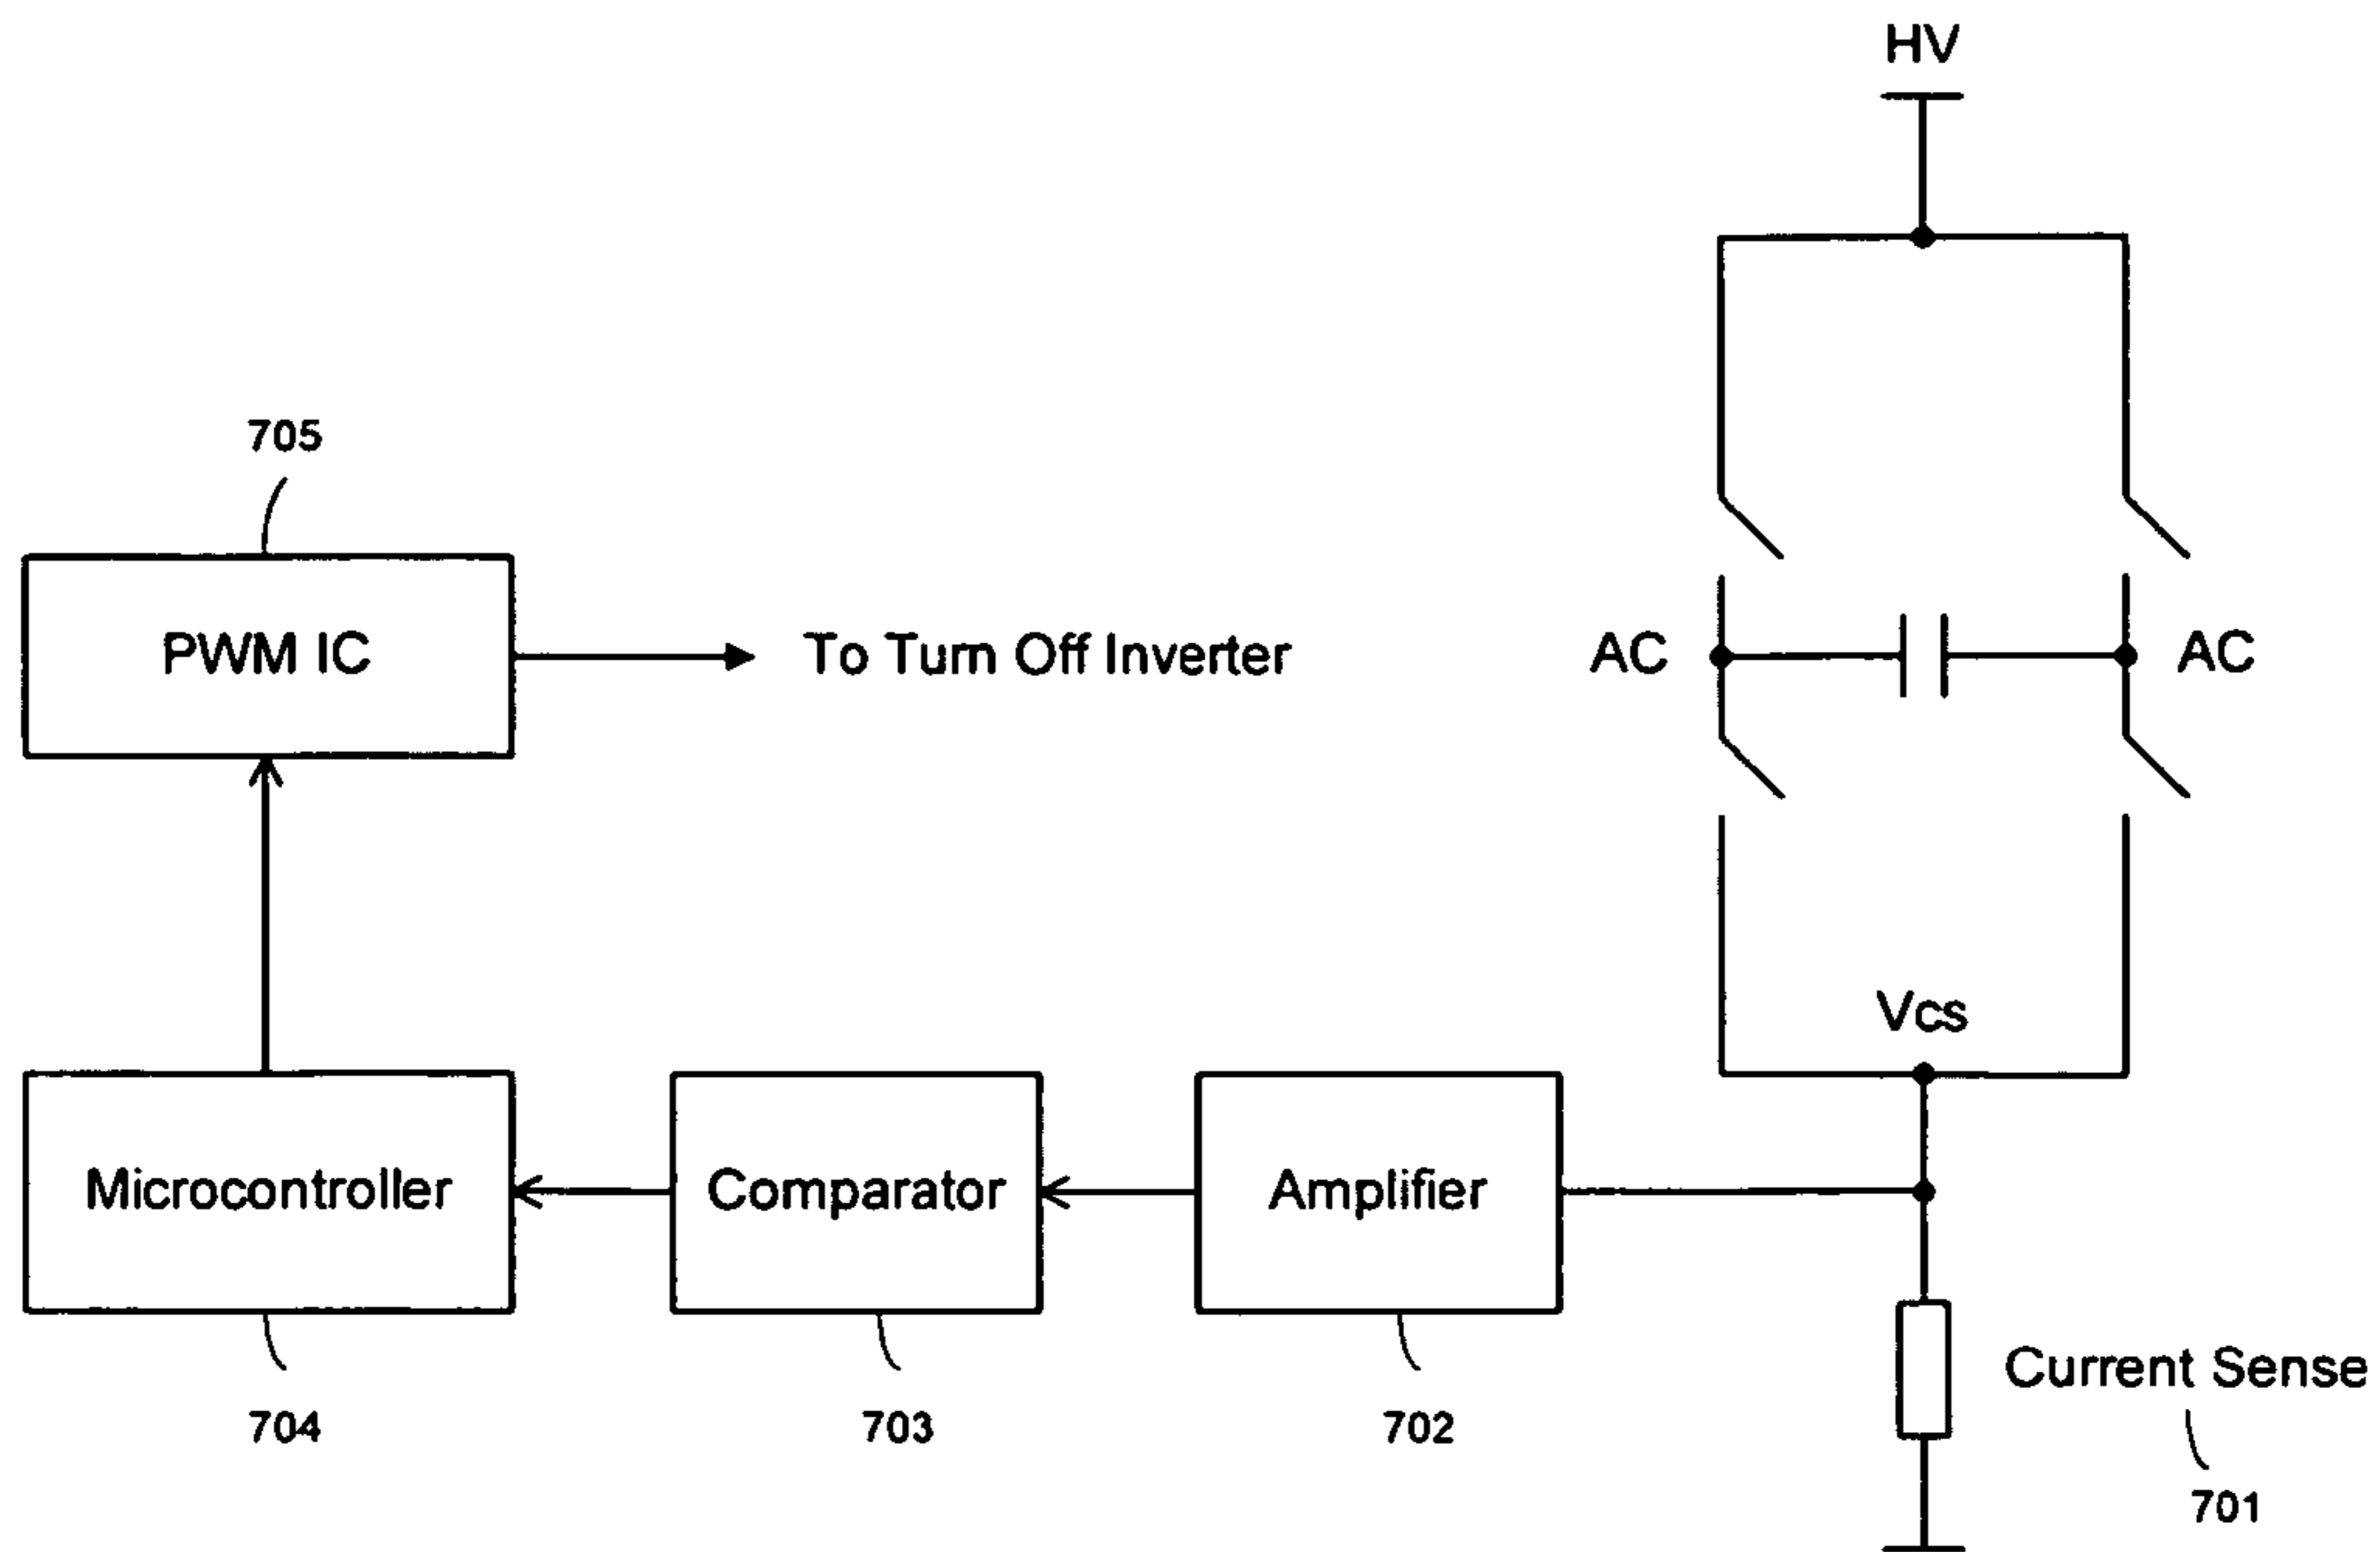 HV
705
PWM IC
To Turn Off Inverter
AC
AC
Vcs
Microcontroller
Comparator
Amplifier
Current Sense
704
703
702
701